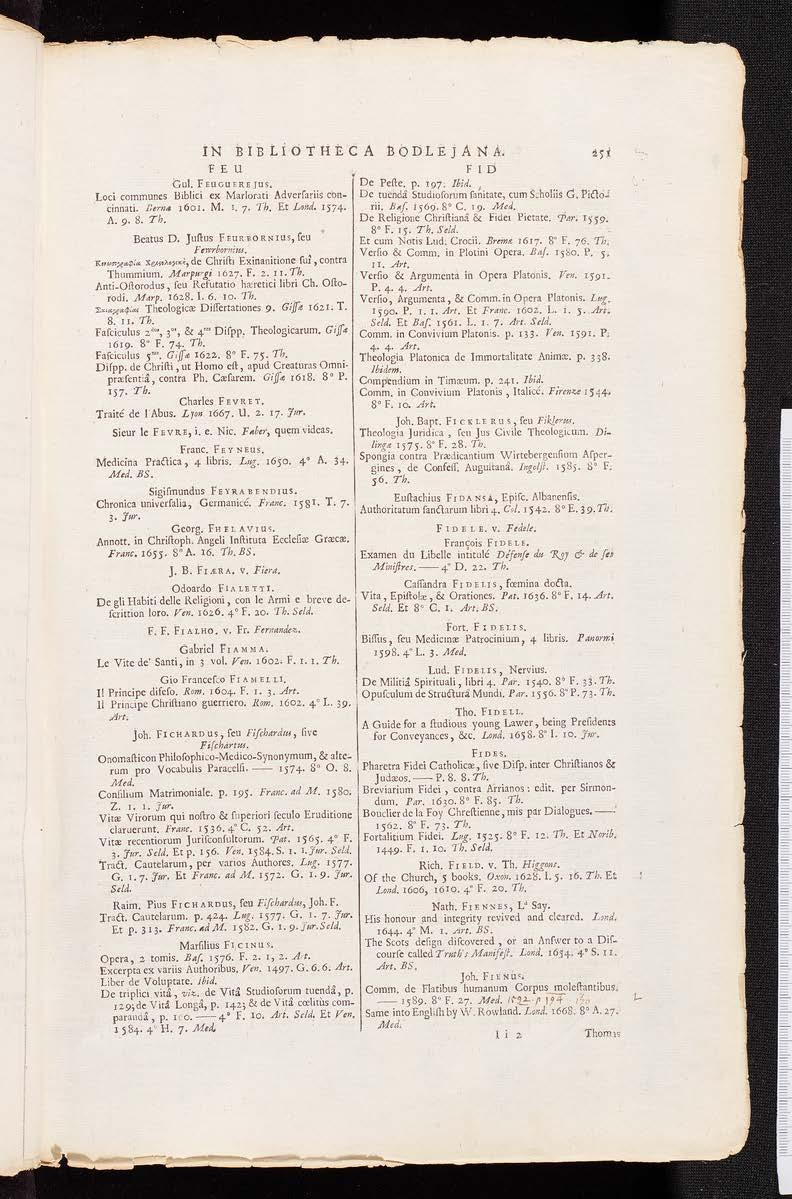 IN BIBLIOTHECA BODLEJANA. 251
FEU
Gul. FEUGUEREJUS.
Loci communes Biblici ex Marlorati Adversariis con-
cinnati. Bernæ 1601. M. 1. 7. Th. Et Lond. 1574.
A. 9. 8. Th.
Beatus D. Justus FEURBORNIUS, seu
Fewrbornius.
de Christi Exinanitione sui, contra
Thummium. Marpurgi 1627. F. 2. 11. Th.
Anti-Ostorodus, seu Refutatio hæretici libri Ch. Osto-
rodi. Marp. 1628. I. 6. 10. Th.
Theologicæ Dissertationes 9. Gissæ 1621. T.
8. 11. Th.
Fasciculus 2dus, 3us, & 4tus Dispp. Theologicarum. Gissæ
1619. 8° F. 74. Th.
Fasciculus 5tus. Gissæ 1622. 8° F. 75. Th.
Dispp. de Christi, ut Homo est, apud Creaturas Omni-
præsentiâ, contra Ph. Cæsarem. Gissæ 1618. 8° P.
157. Th.
Charles FEVRET.
Traité de l'Abus. Lyon 1667. U. 2. 17. Jur.
Sieur le FEVRE, i. e. Nic. Faber, quem videas.
Franc. FEYNEUS.
Medicina Practica, 4 libris. Lug. 1650. 4° A. 34.
Med. BS.
Sigismundus FEYRABENDIUS.
Chronica universalia, Germanicé. Franc. 1581. T. 7.
3. Jur.
Georg. FHELAVIUS.
Annott. in Christoph. Angeli Instituta Ecclesiæ Græcæ.
Franc. 1655. 8° A. 16. Th. BS.
J. B. FIÆRA. v. Fiera.
Odoardo FIALETTI.
De gli Habiti delle Religioni, con le Armi e breve de-
scrittion loro. Ven. 1626. 4° F. 20. Th. Seld.
F. F. FIALHO. v. Fr. Fernandez.
Gabriel FIAMMA.
Le Vite de' Santi, in 3 vol. Ven. 1602. F. 1. 1. Th.
Gio Francesco FIAMELLI.
Il Principe difeso. Rom. 1604. F. 1. 3. Art.
Il Principe Christiano guerriero. Rom. 1602. 4° L. 39.
Art.
Joh. FICHARDUS, seu Fischardus, sive
Fischartus.
Onomasticon Philosophico-Medico-Synonymum, & alte-
rum pro Vocabulis Paracelsi. —— 1574. 8° O. 8.
Med.
Consilium Matrimoniale. p. 195. Franc. ad M. 1580.
Z. 1. 1. Jur.
Vitæ Virorum qui nostro & superiori seculo Eruditione
claruerunt. Franc. 1536. 4° C. 52. Art.
Vitæ recentiorum Jurisconsultorum. Pat. 1565. 4° F.
3. Jur. Seld. Et p. 156. Ven. 1584. S. 1. 1. Jur. Seld.
Tract. Cautelarum, per varios Authores. Lug. 1577.
G. 1. 7. Jur. Et Franc. ad M. 1572. G. 1. 9. Jur.
Seld.
Raim. Pius FICHARDUS, seu Fischardus, Joh. F.
Tract. Cautelarum. p. 424. Lug. 1577. G. 1. 7. Jur.
Et p. 313. Franc. ad M. 1582. G. 1. 9. Jur. Seld.
Marsilius FICINUS.
Opera, 2 tomis. Bas. 1576. F. 2. 1, 2. Art.
Excerpta ex variis Authoribus. Ven. 1497. G. 6. 6. Art.
Liber de Voluptate. Ibid.
De triplici vitâ, viz. de Vitâ Studiosorum tuendâ, p.
129; de Vitâ Longâ, p. 142; & de Vitâ cœlitùs com-
parandâ, p. 160. —— 4° F. 10. Art. Seld. Et Ven.
1584. 4° H. 7. Med.
FID
De Peste. p. 197. Ibid.
De tuendâ Studiosorum sanitate, cum Scholiis G. Picto-
rii. Bas. 1569. 8° C. 19. Med.
De Religione Christianâ & Fidei Pietate. Par. 1559.
8° F. 15. Th. Seld.
Et cum Notis Lud. Crocii. Bremæ 1617. 8° F. 76. Th.
Versio & Comm. in Plotini Opera. Bas. 1580. P. 5.
11. Art.
Versio & Argumenta in Opera Platonis. Ven. 1591.
P. 4. 4. Art.
Versio, Argumenta, & Comm. in Opera Platonis. Lug.
1590. P. 1. 1. Art. Et Franc. 1602. L. 1. 5. Art.
Seld. Et Bas. 1561. L. 1. 7. Art. Seld.
Comm. in Convivium Platonis. p. 133. Ven. 1591. P.
4. 4. Art.
Theologia Platonica de Immortalitate Animæ. p. 338.
Ibidem.
Compendium in Timæum. p. 241. Ibid.
Comm. in Convivium Platonis, Italicé. Firenze 1544.
8° F. 10. Art.
Joh. Bapt. FICKLERUS, seu Fiklerus.
Theologia Juridica, seu Jus Civile Theologicum. Di-
lingæ 1575. 8° F. 28. Th.
Spongia contra Prædicantium Wirtebergensium Asper-
gines, de Confess. Augustanâ. Ingolst. 1585. 8° F.
56. Th.
Eustachius FIDANSA, Episc. Albanensis.
Authoritatum sanctarum libri 4. Col. 1542. 8° E. 39. Th.
FIDELE. v. Fedele.
François FIDELE.
Examen du Libelle intitulé Défense du Roy & de ses
Ministres. —— 4° D. 22. Th.
Cassandra FIDELIS, fœmina docta.
Vita, Epistolæ, & Orationes. Pat. 1636. 8° F. 14. Art.
Seld. Et 8° C. 1. Art. BS.
Fort. FIDELIS.
Bissus, seu Medicinæ Patrocinium, 4 libris. Panormi
1598. 4° L. 3. Med.
Lud. FIDELIS, Nervius.
De Militiâ Spirituali, libri 4. Par. 1540. 8° F. 33. Th.
Opusculum de Structurâ Mundi. Par. 1556. 8° P. 73. Th.
Tho. FIDELL.
A Guide for a studious young Lawer, being Presidents
for Conveyances, &c. Lond. 1658. 8° I. 10. Jur.
FIDES.
Pharetra Fidei Catholicæ, sive Disp. inter Christianos &
Judæos. —— P. 8. 8. Th.
Breviarium Fidei, contra Arrianos: edit. per Sirmon-
dum. Par. 1630. 8° F. 85. Th.
Bouclier de la Foy Chrestienne, mis par Dialogues. ——
1562. 8° F. 73. Th.
Fortalitium Fidei. Lug. 1525. 8° F. 12. Th. Et Norib.
1449. F. 1. 10. Th. Seld.
Rich. FIELD. v. Th. Higgons.
Of the Church, 5 books. Oxon. 1628. I. 5. 16. Th. Et
Lond. 1606, 1610. 4° F. 20. Th.
Nath. FIENNES, Ld Say.
His honour and integrity revived and cleared. Lond.
1644. 4° M. 1. Art. BS.
The Scots design discovered, or an Answer to a Dis-
course called Truth's Manifest. Lond. 1654. 4° S. 11.
Art. BS.
Joh. FIENUS.
Comm. de Flatibus humanum Corpus molestantibus.
—— 1589. 8° F. 27. Med. 1592
Same into English by W. Rowland. Lond. 1668. 8° A. 27.
Med.
I i 2 Thomas